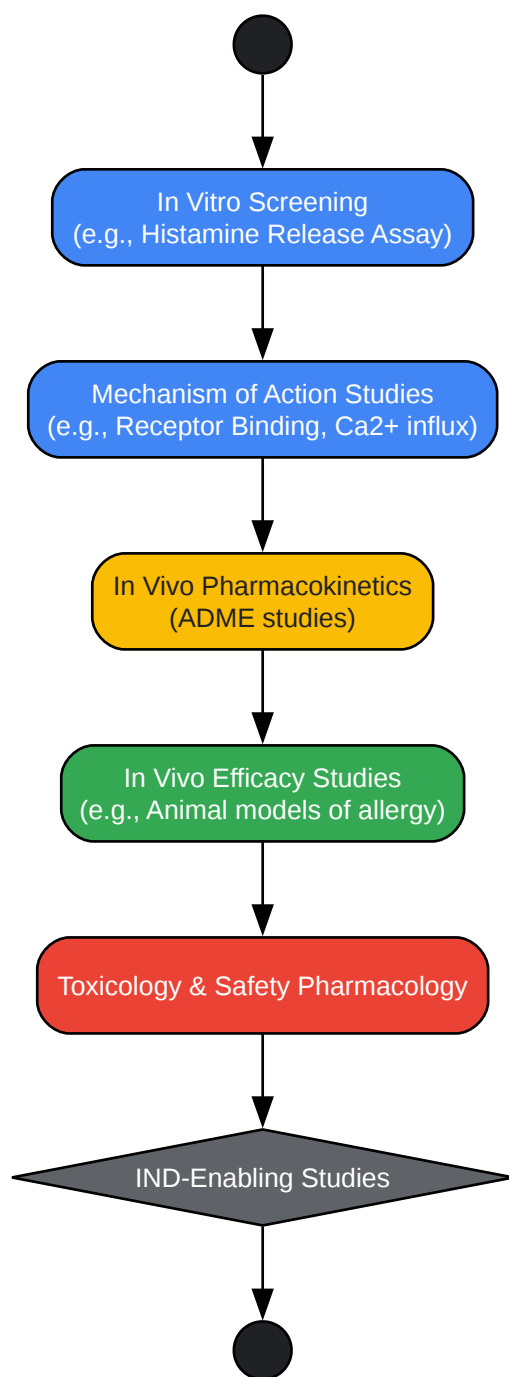 In Vitro Screening
(e.g., Histamine Release Assay)
Mechanism of Action Studies
(e.g., Receptor Binding, Ca2+ influx)
In Vivo Pharmacokinetics
(ADME studies)
In Vivo Efficacy Studies
(e.g., Animal models of allergy)
Toxicology & Safety Pharmacology
IND-Enabling Studies